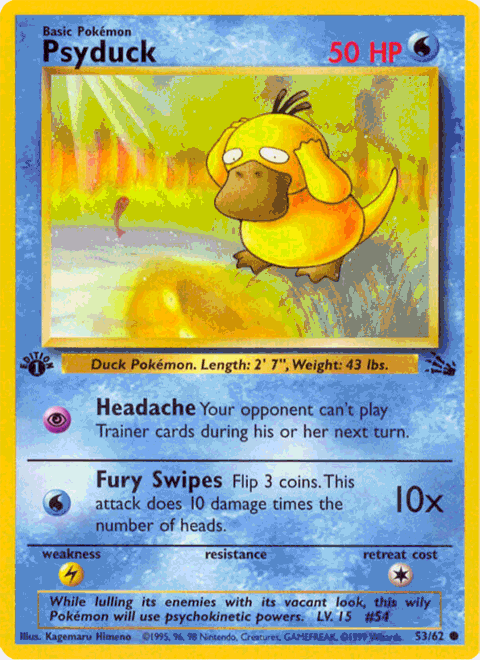 Basic Pokémon
Psyduck
50 HP
EDITION
1
Duck Pokémon. Length: 2' 7", Weight: 43 lbs.
Headache Your opponent can't play
Trainer cards during his or her next turn.
Fury Swipes Flip 3 coins. This
attack does 10 damage times the
number of heads.
10x
weakness
resistance
retreat cost
While lulling its enemies with its vacant look, this wily
Pokémon will use psychokinetic powers. LV. 15 #54
Illus. Kagemaru Himeno
©1995, 96, 98 Nintendo, Creatures, GAMEFREAK. ©1999 Wizards.
53/62